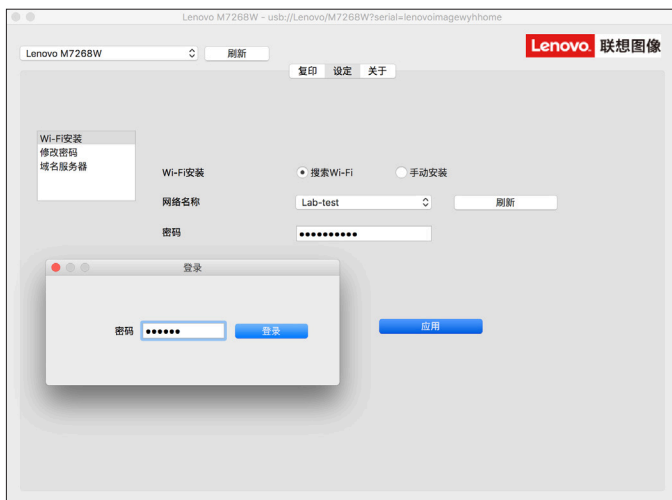 Lenovo M7268W - usb://Lenovo/M7268W?serial=lenovoimagewyhhome
Lenovo M7268W 刷新
Lenovo. 联想图像
复印 设定 关于
Wi-Fi安装
修改密码
域名服务器
Wi-Fi安装 搜索Wi-Fi 手动安装
网络名称 Lab-test 刷新
密码 ••••••••••
登录
密码 •••••• 登录
应用